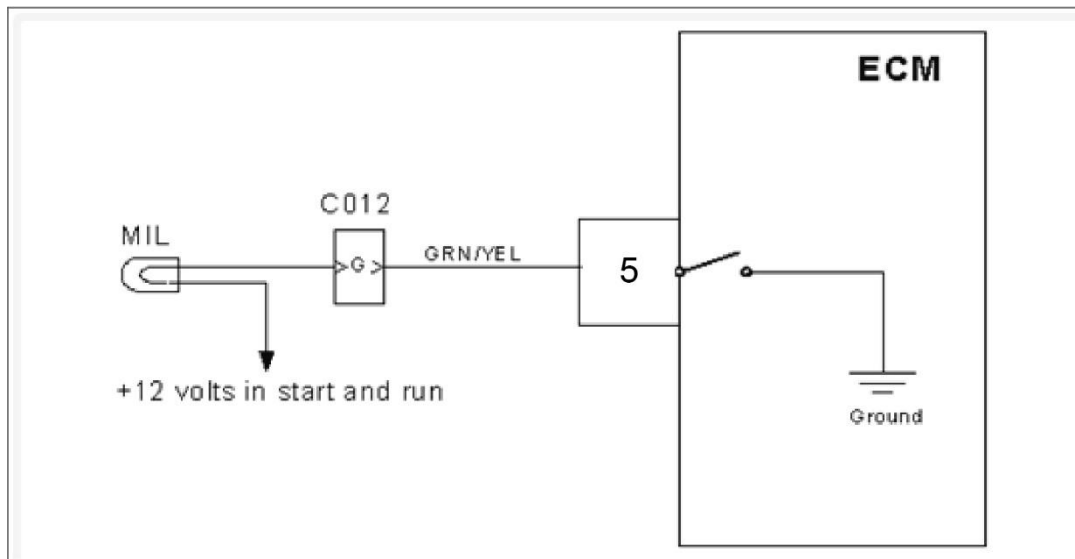 ECM
C012
MIL
G
GRN/YEL
5
+12 volts in start and run
Ground